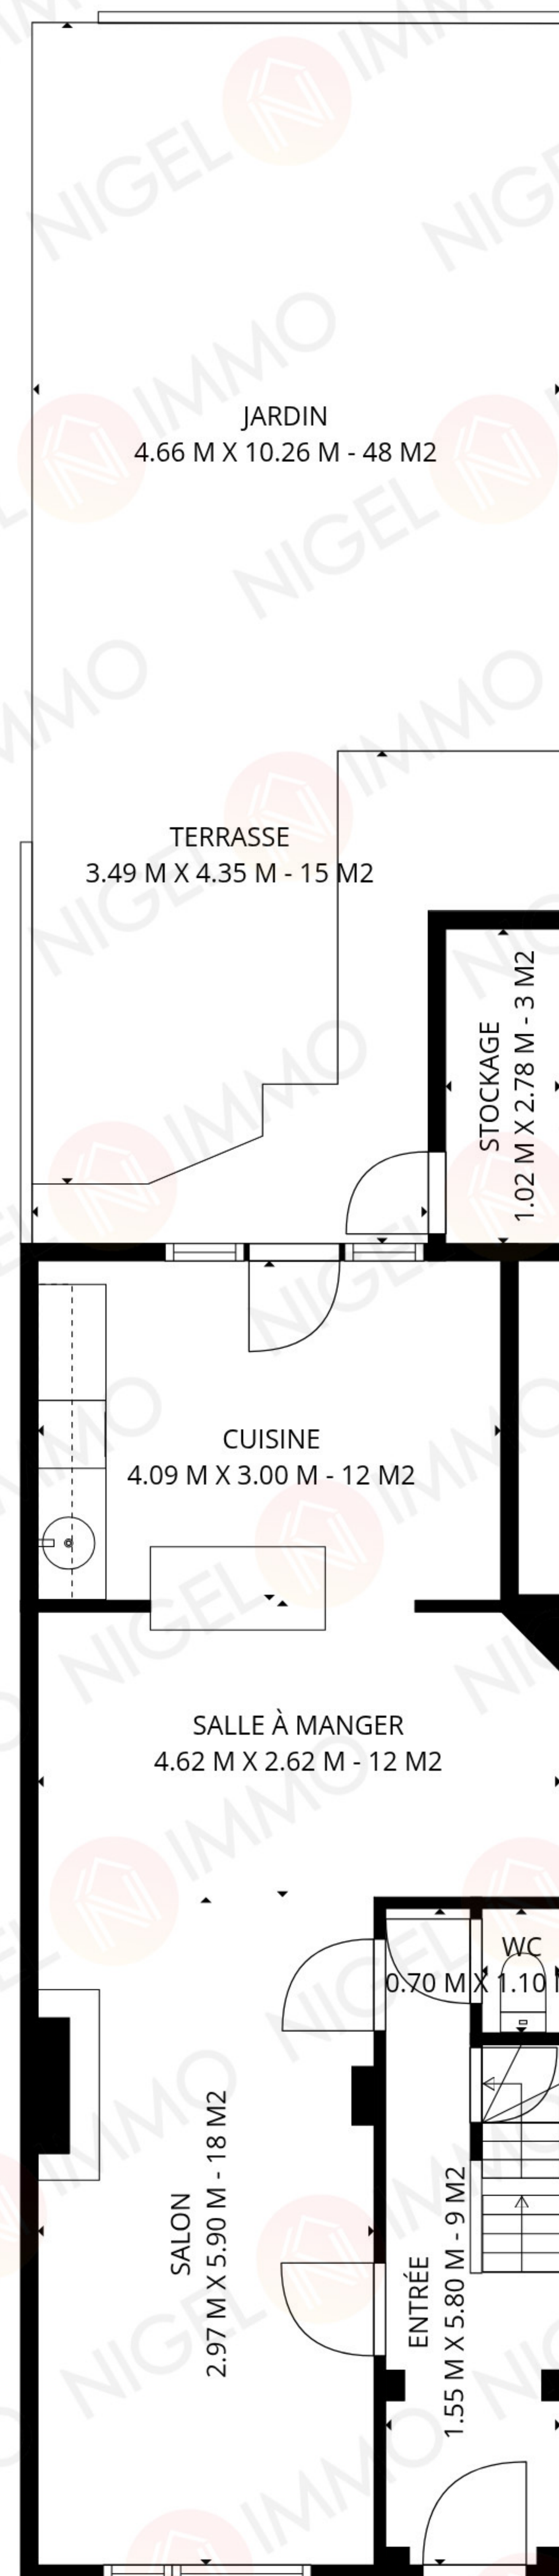 JARDIN
4.66 M X 10.26 M - 48 M2
TERRASSE
3.49 M X 4.35 M - 15 M2
STOCKAGE
1.02 M X 2.78 M - 3 M2
CUISINE
4.09 M X 3.00 M - 12 M2
SALLE À MANGER
4.62 M X 2.62 M - 12 M2
WC
0.70 M X 1.10
SALON
2.97 M X 5.90 M - 18 M2
ENTRÉE
1.55 M X 5.80 M - 9 M2
NIGEL IMMO